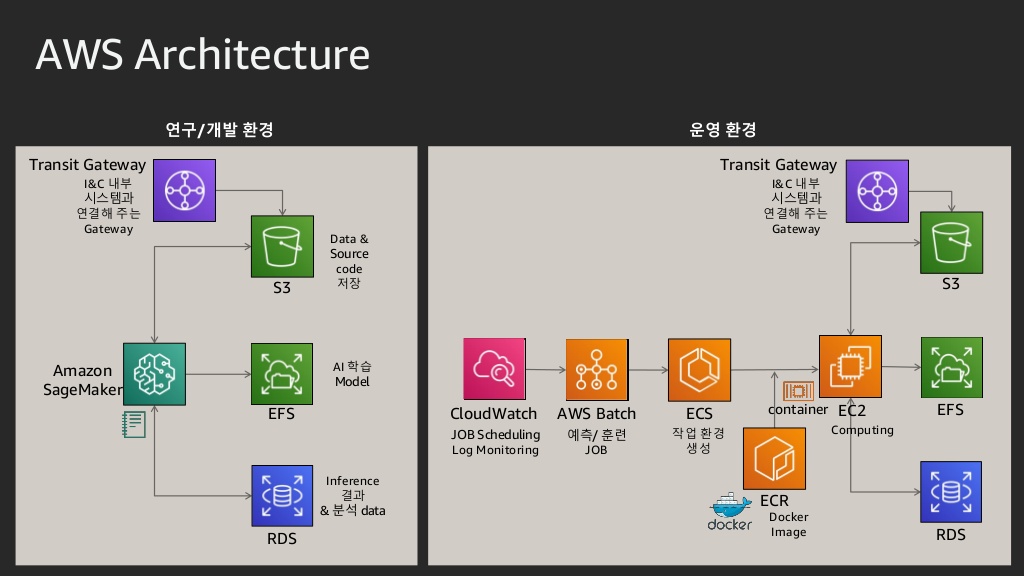 AWS Architecture
연구/개발 환경
Transit Gateway
I&C 내부
시스템과
연결해 주는
Gateway
S3
Data &
Source
code
저장
Amazon
SageMaker
EFS
AI 학습
Model
RDS
Inference
결과
& 분석 data
운영 환경
Transit Gateway
I&C 내부
시스템과
연결해 주는
Gateway
S3
CloudWatch
JOB Scheduling
Log Monitoring
AWS Batch
예측/ 훈련
JOB
ECS
작업 환경
생성
container
EC2
Computing
EFS
ECR
Docker
Image
docker
RDS